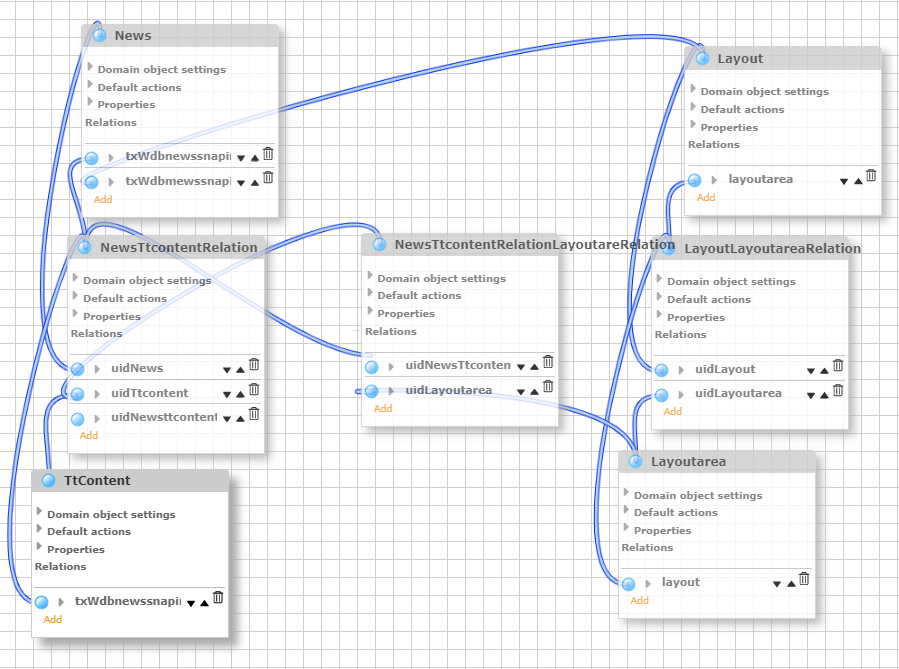 News
Domain object settings
Default actions
Properties
Relations
txWdbnewssnapii
txWdbmewssnapi
Add
Layout
Domain object settings
Default actions
Properties
Relations
layoutarea
Add
NewsTtcontentRelation
Domain object settings
Default actions
Properties
Relations
uidNews
uidTtcontent
uidNewsttcontent
Add
NewsTtcontentRelationLayoutareRelation
Domain object settings
Default actions
Properties
Relations
uidNewsTtconten
uidLayoutarea
Add
LayoutLayoutareaRelation
Domain object settings
Default actions
Properties
Relations
uidLayout
uidLayoutarea
Add
TtContent
Domain object settings
Default actions
Properties
Relations
txWdbnewssnapii
Add
Layoutarea
Domain object settings
Default actions
Properties
Relations
layout
Add